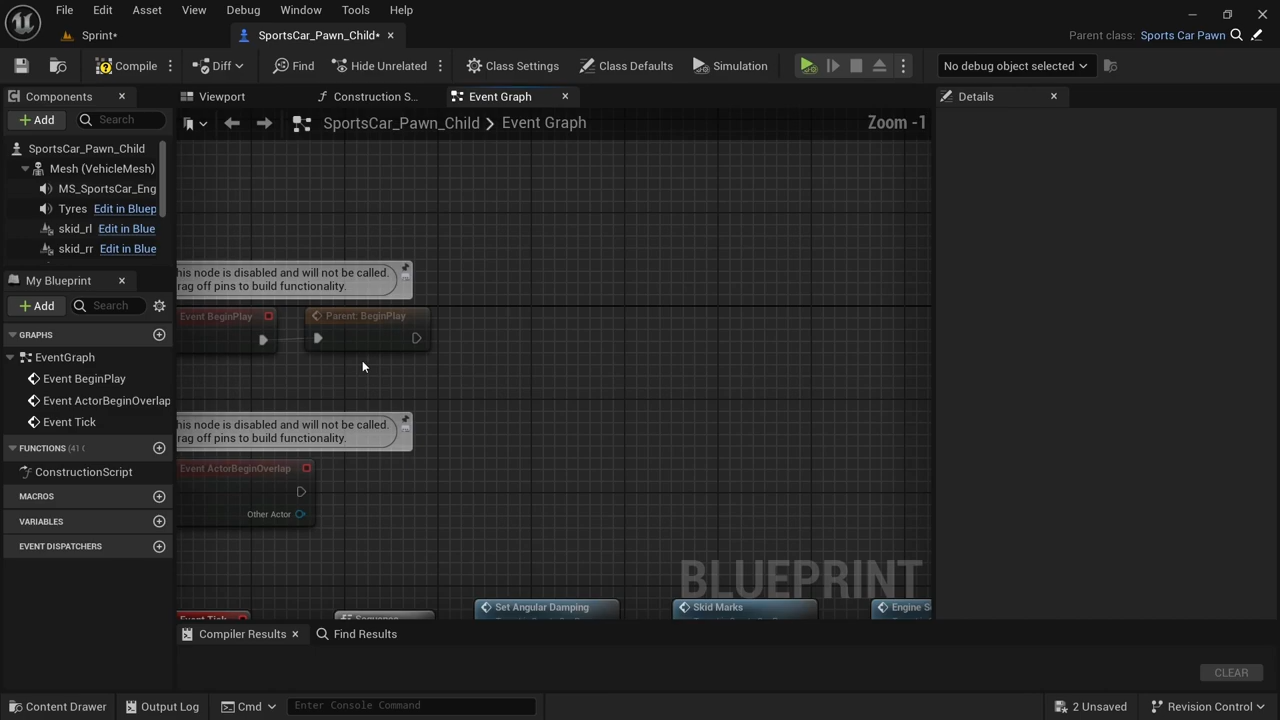 File Edit Asset View Debug Window Tools Help
Sprint* SportsCar_Pawn_Child* Parent class: Sports Car Pawn
Compile Diff Find Hide Unrelated Class Settings Class Defaults Simulation No debug object selected
Components Viewport Construction S... Event Graph Details
Add Search SportsCar_Pawn_Child > Event Graph Zoom -1
SportsCar_Pawn_Child
Mesh (VehicleMesh)
MS_SportsCar_Eng
Tyres Edit in Bluep
skid_rl Edit in Blue
skid_rr Edit in Blue
My Blueprint
Add Search
GRAPHS
EventGraph
Event BeginPlay
Event ActorBeginOverlap
Event Tick
FUNCTIONS (41 (
ConstructionScript
MACROS
VARIABLES
EVENT DISPATCHERS
his node is disabled and will not be called.
rag off pins to build functionality.
Event BeginPlay Parent: BeginPlay
his node is disabled and will not be called.
rag off pins to build functionality.
Event ActorBeginOverlap
Other Actor
BLUEPRINT
Event Tick Sequence Set Angular Damping Skid Marks Engine S
Compiler Results Find Results
CLEAR
Content Drawer Output Log Cmd Enter Console Command 2 Unsaved Revision Control